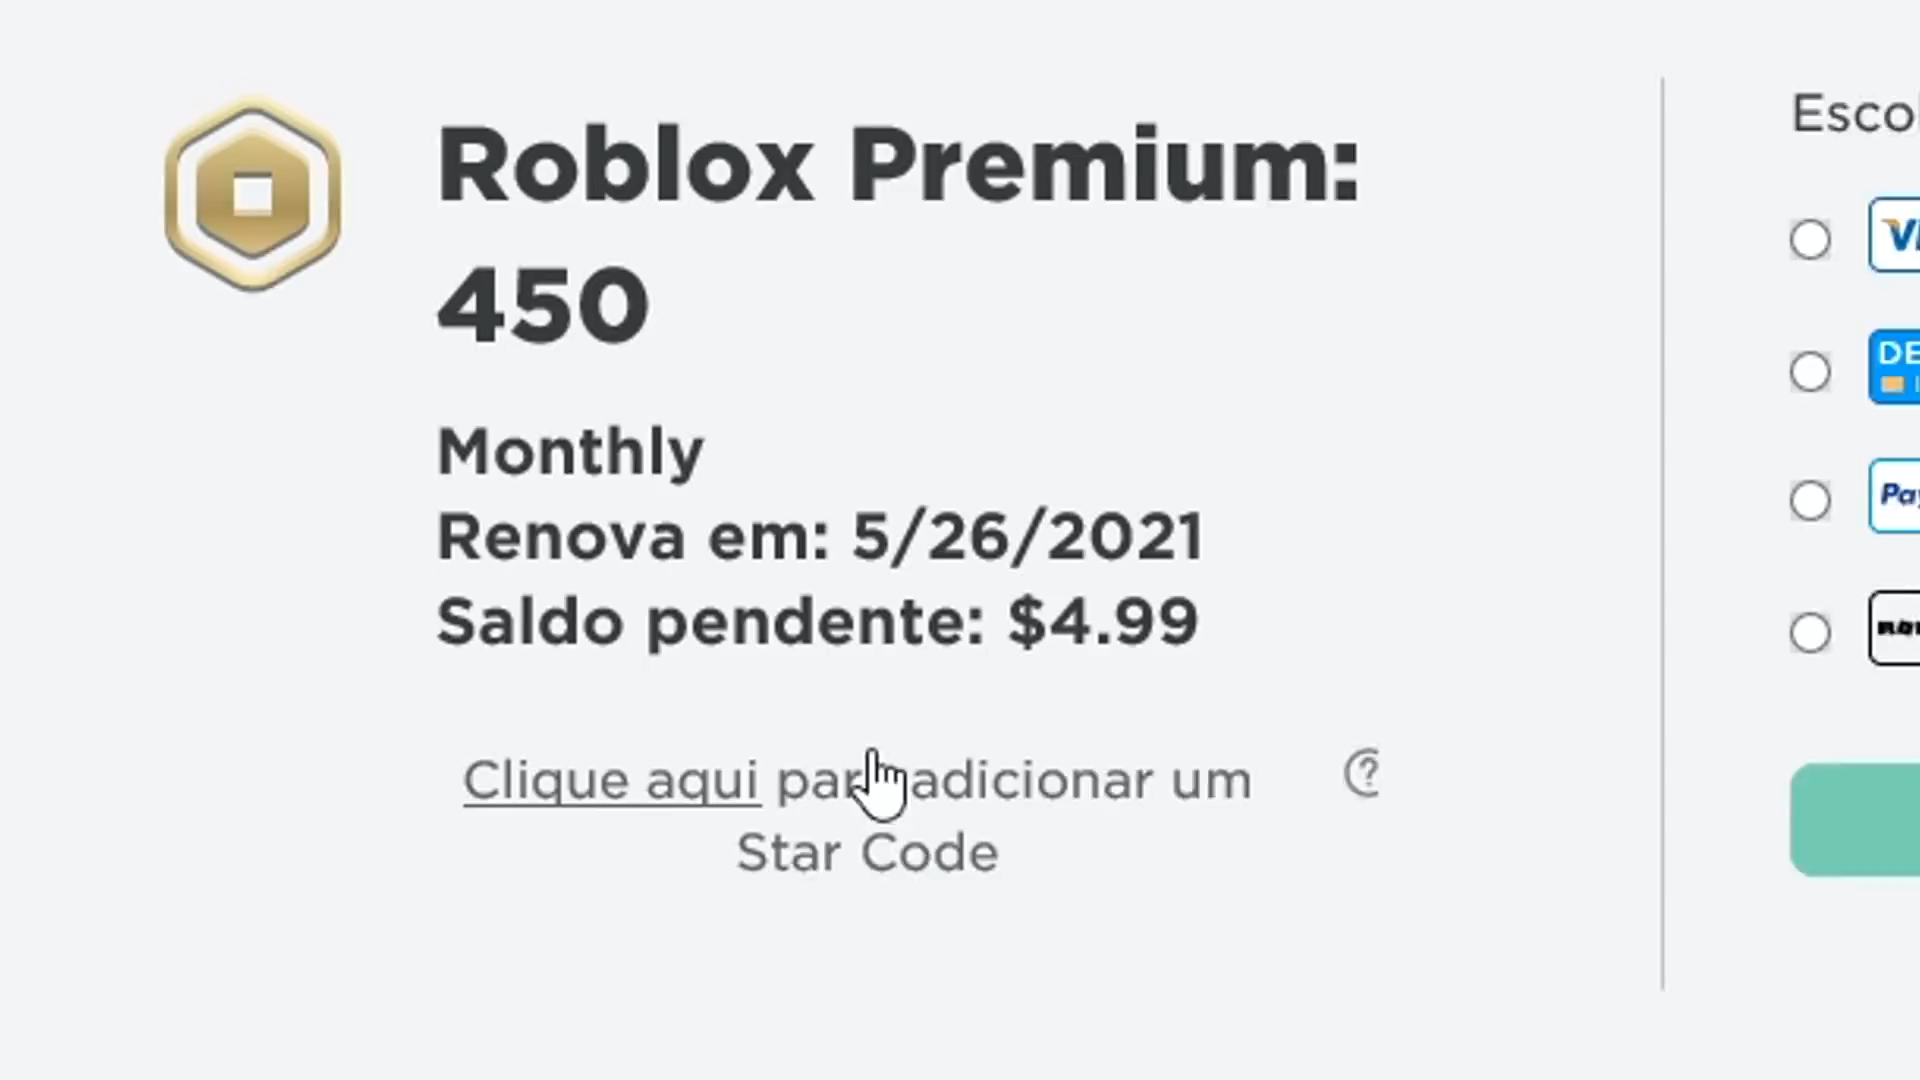 Roblox Premium:
450
Monthly
Renova em: 5/26/2021
Saldo pendente: $4.99
Clique aqui para adicionar um
Star Code